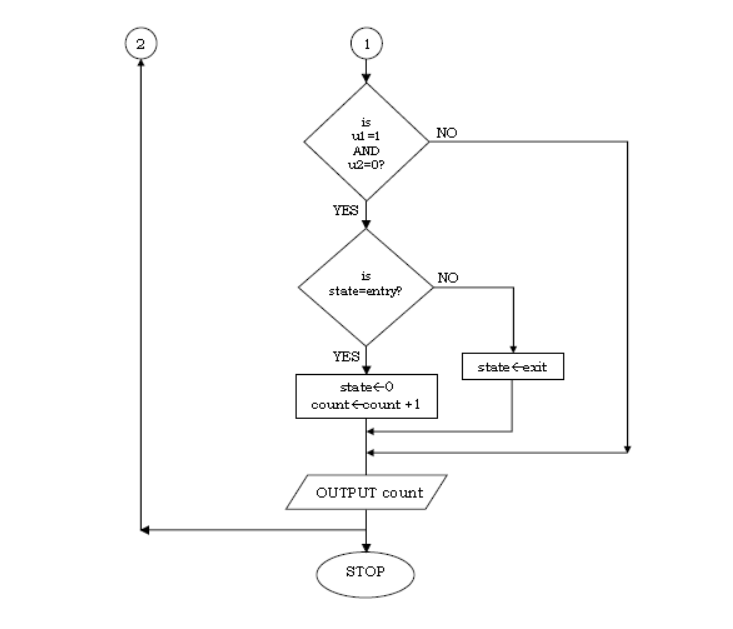 2
1
is
u1=1
AND
u2=0?
NO
YES
is
state=entry?
NO
YES
state←0
count←count +1
state←exit
OUTPUT count
STOP